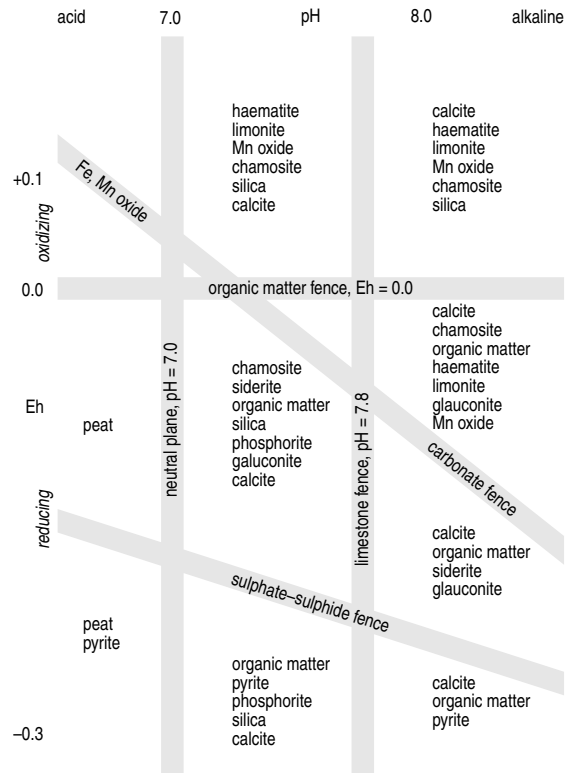 acid 7.0 pH 8.0 alkaline
haematite
limonite
Mn oxide
chamosite
silica
calcite
calcite
haematite
limonite
Mn oxide
chamosite
silica
+0.1
oxidizing
Fe, Mn oxide
0.0
organic matter fence, Eh = 0.0
neutral plane, pH = 7.0
limestone fence, pH = 7.8
calcite
chamosite
organic matter
haematite
limonite
glauconite
Mn oxide
carbonate fence
Eh
peat
chamosite
siderite
organic matter
silica
phosphorite
galuconite
calcite
reducing
calcite
organic matter
siderite
glauconite
sulphate–sulphide fence
peat
pyrite
organic matter
pyrite
phosphorite
silica
calcite
calcite
organic matter
pyrite
–0.3